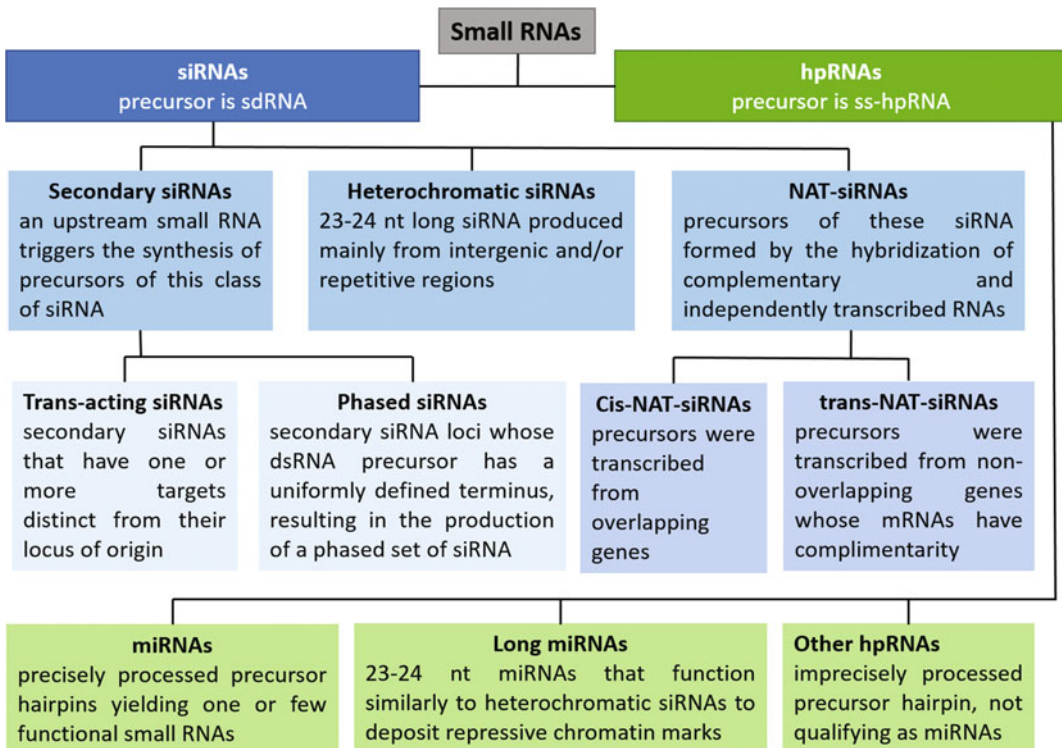 Small RNAs
siRNAs
precursor is sdRNA
hpRNAs
precursor is ss-hpRNA
Secondary siRNAs
an upstream small RNA
triggers the synthesis of
precursors of this class
of siRNA
Heterochromatic siRNAs
23-24 nt long siRNA produced
mainly from intergenic and/or
repetitive regions
NAT-siRNAs
precursors of these siRNA
formed by the hybridization of
complementary and
independently transcribed RNAs
Trans-acting siRNAs
secondary siRNAs
that have one or
more targets
distinct from their
locus of origin
Phased siRNAs
secondary siRNA loci whose
dsRNA precursor has a
uniformly defined terminus,
resulting in the production
of a phased set of siRNA
Cis-NAT-siRNAs
precursors were
transcribed
from
overlapping
genes
trans-NAT-siRNAs
precursors were
transcribed from non-
overlapping genes
whose mRNAs have
complimentarity
miRNAs
precisely processed precursor
hairpins yielding one or few
functional small RNAs
Long miRNAs
23-24 nt miRNAs that function
similarly to heterochromatic siRNAs to
deposit repressive chromatin marks
Other hpRNAs
imprecisely processed
precursor hairpin, not
qualifying as miRNAs